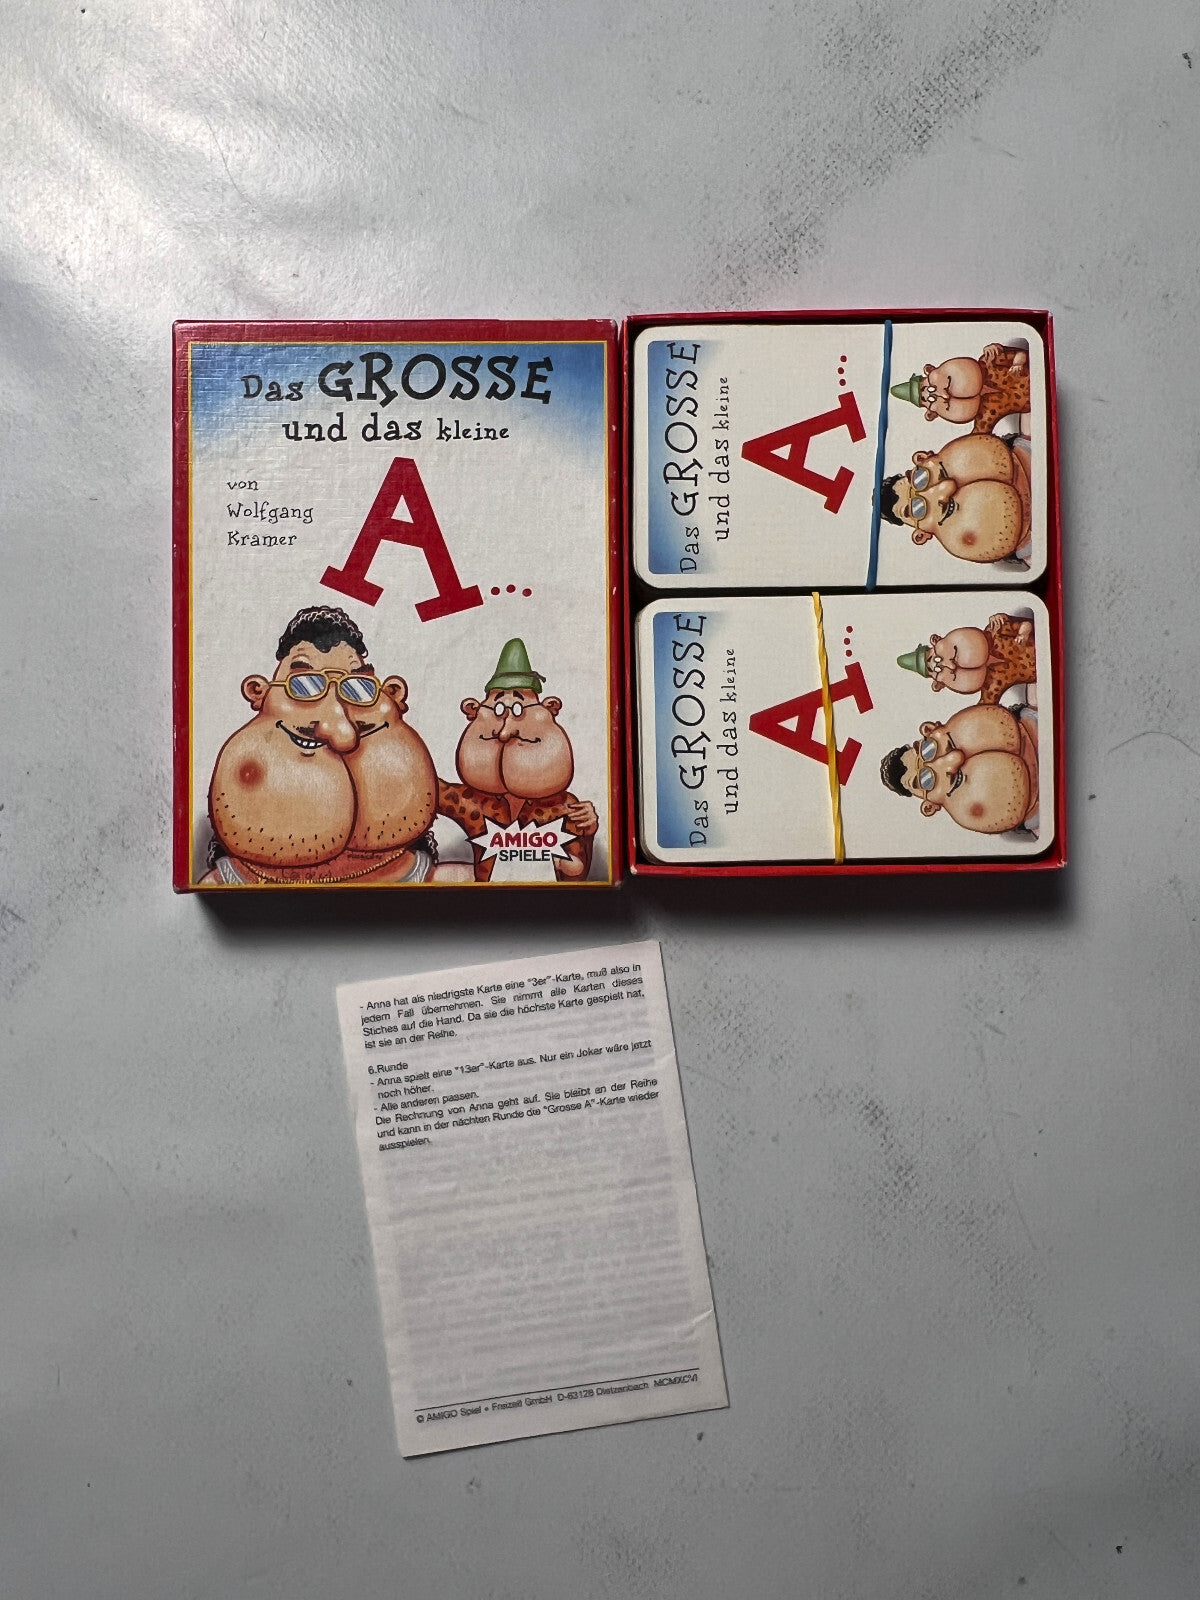 Das GROSSE
und das kleine
A...
von
Wolfgang
Kramer
AMIGO
SPIELE
Das GROSSE
und das kleine
A...
Das GROSSE
und das kleine
A...
- Anna hat als niedrigste Karte eine "3er"-Karte, muß also in
jedem Fall übernehmen. Sie nimmt alle Karten dieses
Stiches auf die Hand. Da sie die höchste Karte gespielt hat,
ist sie an der Reihe.
6.Runde
- Anna spielt eine "13er"-Karte aus. Nur ein Joker wäre jetzt
noch höher.
- Alle anderen passen.
Die Rechnung von Anna geht auf. Sie bleibt an der Reihe
und kann in der nächten Runde die "Grosse A"-Karte wieder
ausspielen.
© AMIGO Spiel + Freizeit GmbH D-63128 Dietzenbach MCMXCVI